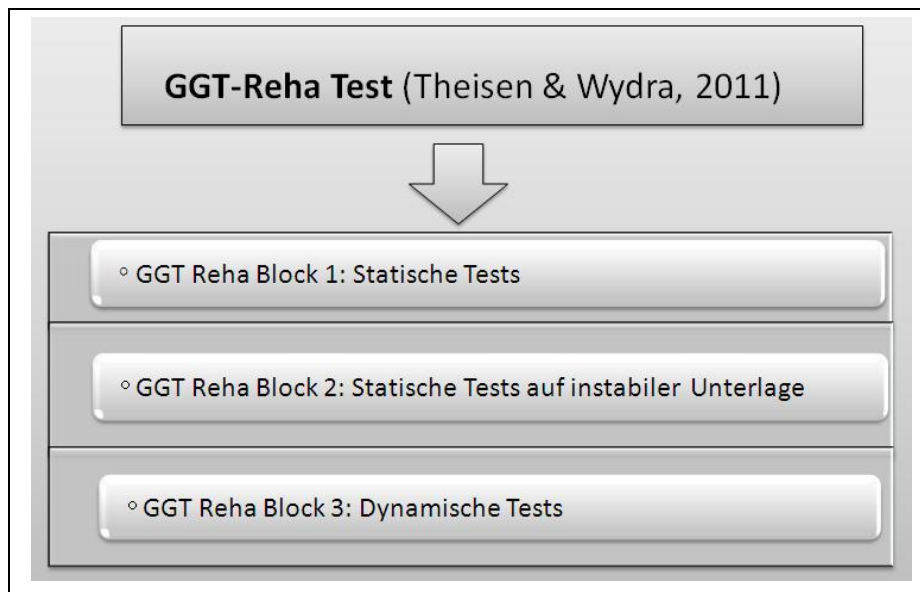 GGT-Reha Test (Theisen & Wydra, 2011)
GGT Reha Block 1: Statische Tests
GGT Reha Block 2: Statische Tests auf instabiler Unterlage
GGT Reha Block 3: Dynamische Tests